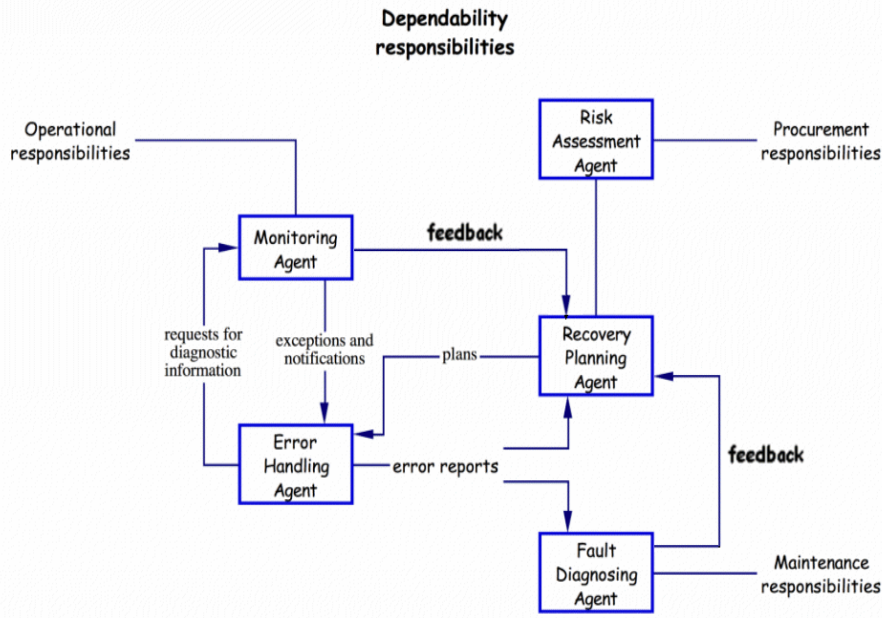 Dependability
responsibilities
Operational
responsibilities
Risk
Assessment
Agent
Procurement
responsibilities
Monitoring
Agent
feedback
requests for
diagnostic
information
exceptions and
notifications
plans
Recovery
Planning
Agent
Error
Handling
Agent
error reports
feedback
Fault
Diagnosing
Agent
Maintenance
responsibilities